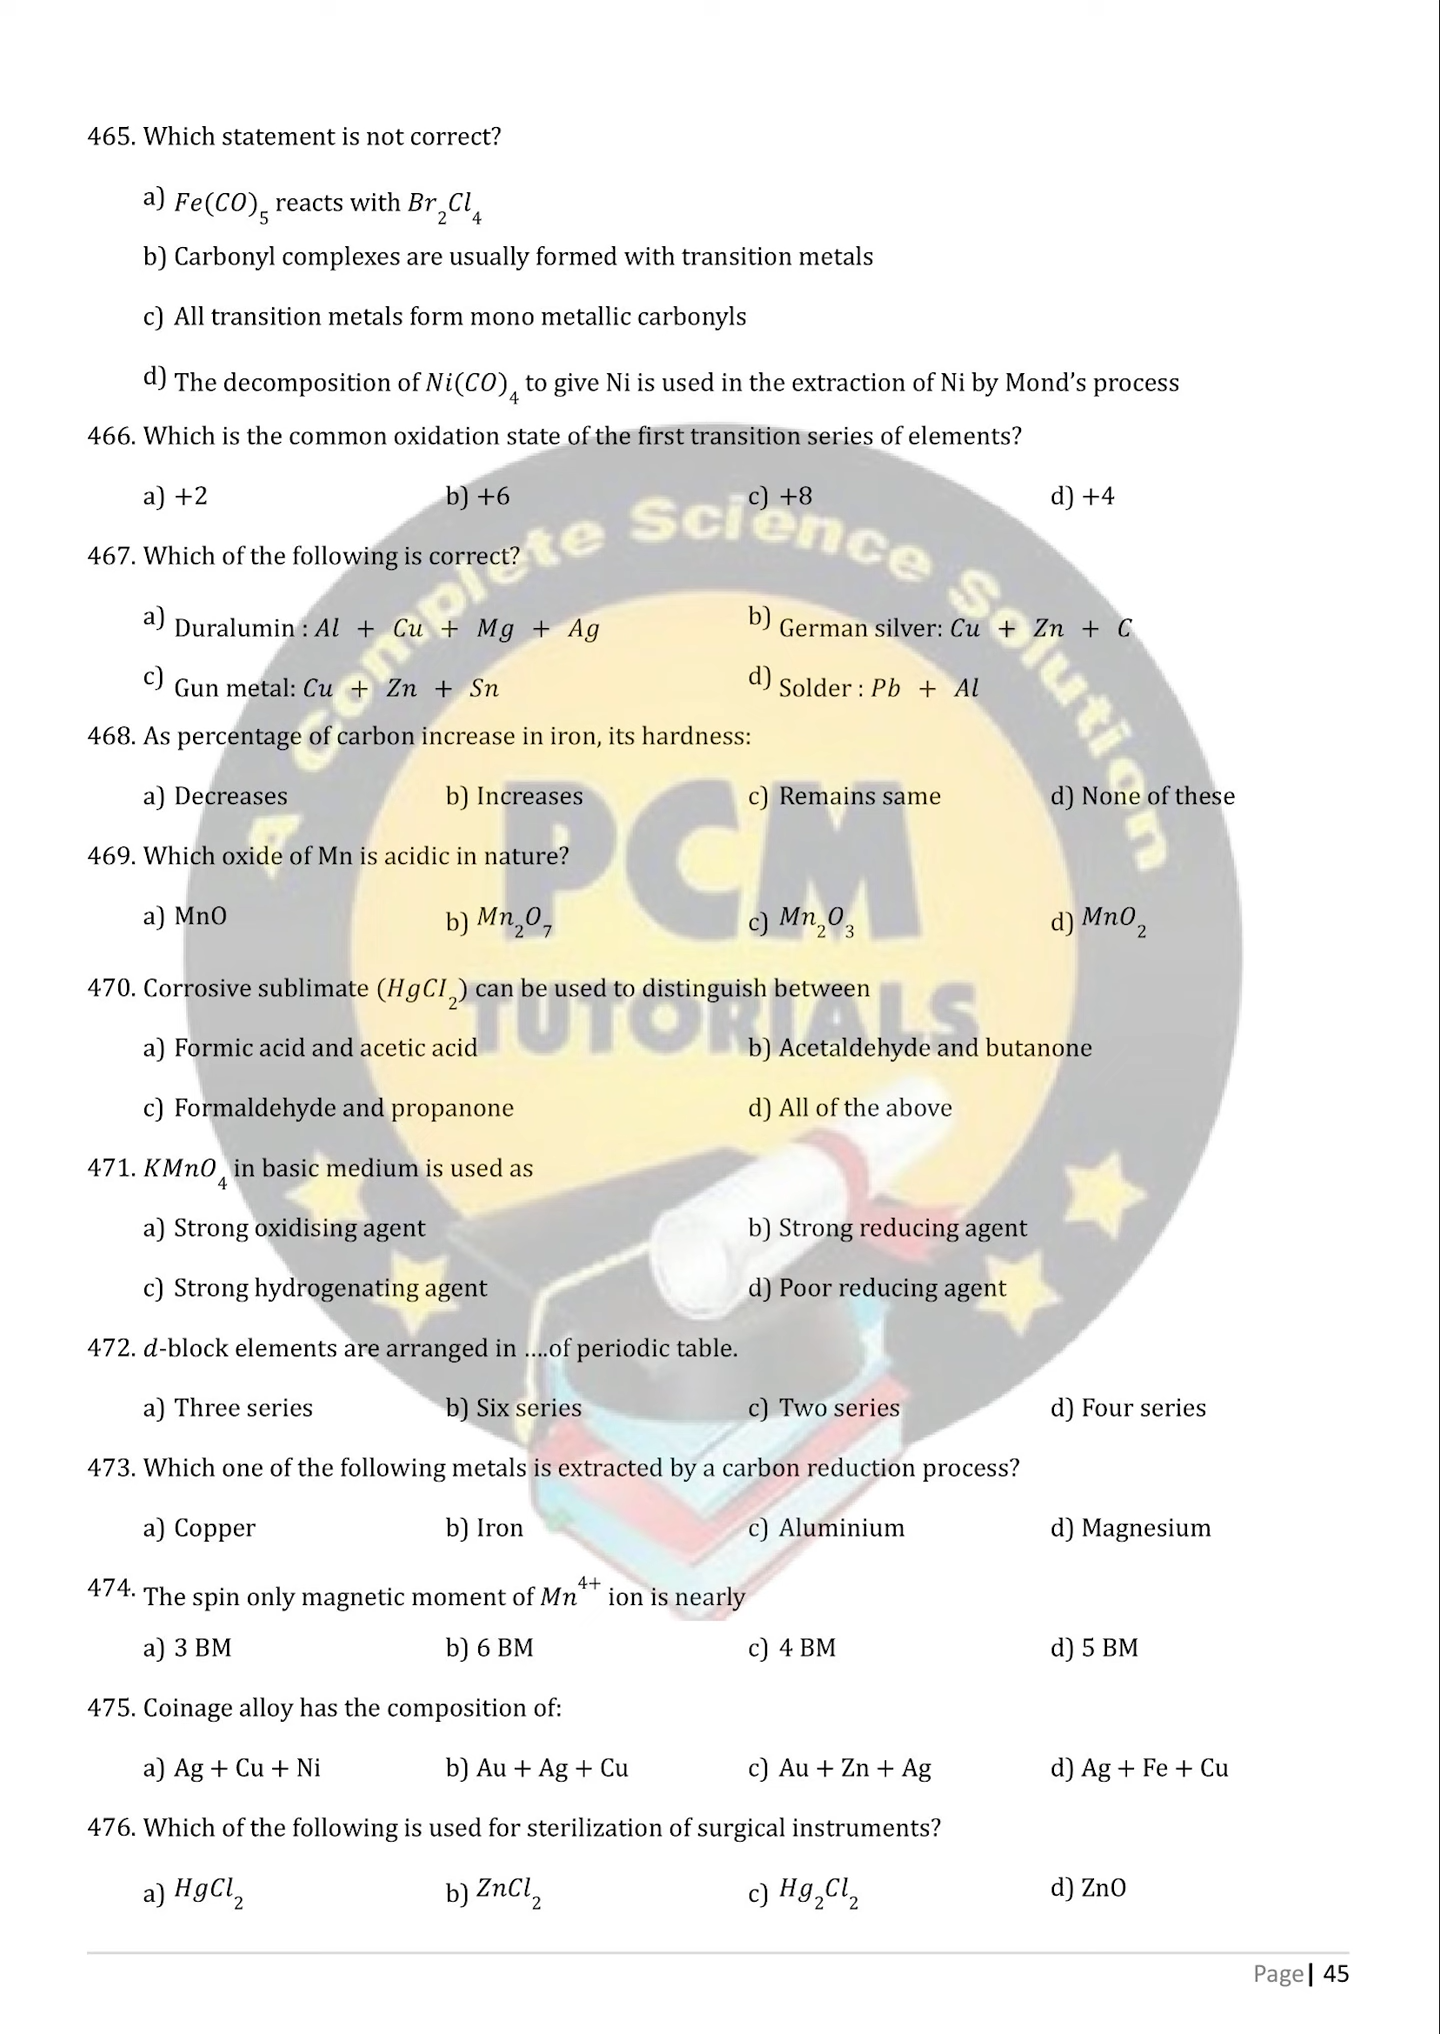 465. Which statement is not correct?
a) Fe(CO)₅ reacts with Br₂Cl₄
b) Carbonyl complexes are usually formed with transition metals
c) All transition metals form mono metallic carbonyls
d) The decomposition of Ni(CO)₄ to give Ni is used in the extraction of Ni by Mond’s process
466. Which is the common oxidation state of the first transition series of elements?
a) +2 b) +6 c) +8 d) +4
467. Which of the following is correct?
a) Duralumin : Al + Cu + Mg + Ag b) German silver: Cu + Zn + C
c) Gun metal: Cu + Zn + Sn d) Solder : Pb + Al
468. As percentage of carbon increase in iron, its hardness:
a) Decreases b) Increases c) Remains same d) None of these
469. Which oxide of Mn is acidic in nature?
a) MnO b) Mn₂O₇ c) Mn₂O₃ d) MnO₂
470. Corrosive sublimate (HgCI₂) can be used to distinguish between
a) Formic acid and acetic acid b) Acetaldehyde and butanone
c) Formaldehyde and propanone d) All of the above
471. KMnO₄ in basic medium is used as
a) Strong oxidising agent b) Strong reducing agent
c) Strong hydrogenating agent d) Poor reducing agent
472. d-block elements are arranged in ....of periodic table.
a) Three series b) Six series c) Two series d) Four series
473. Which one of the following metals is extracted by a carbon reduction process?
a) Copper b) Iron c) Aluminium d) Magnesium
474. The spin only magnetic moment of Mn⁴⁺ ion is nearly
a) 3 BM b) 6 BM c) 4 BM d) 5 BM
475. Coinage alloy has the composition of:
a) Ag + Cu + Ni b) Au + Ag + Cu c) Au + Zn + Ag d) Ag + Fe + Cu
476. Which of the following is used for sterilization of surgical instruments?
a) HgCl₂ b) ZnCl₂ c) Hg₂Cl₂ d) ZnO
Page| 45
A Complete Science Solution
PCM
TUTORIALS